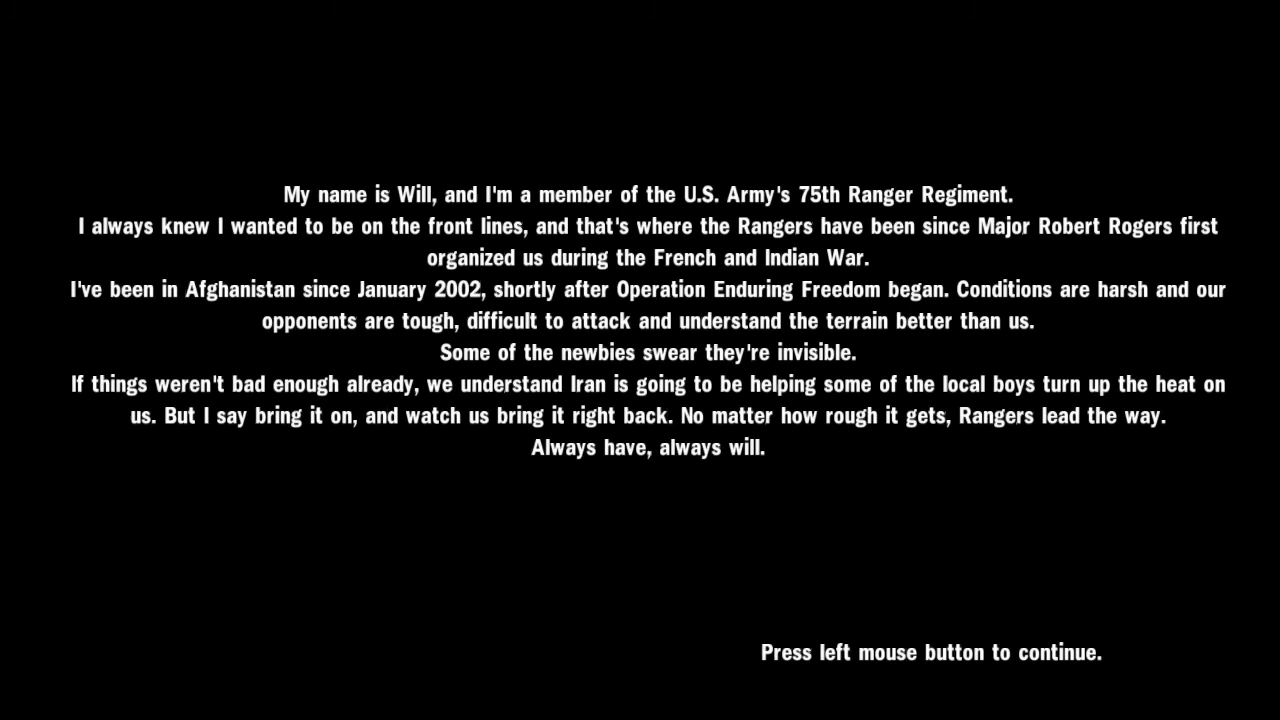 My name is Will, and I'm a member of the U.S. Army's 75th Ranger Regiment.
I always knew I wanted to be on the front lines, and that's where the Rangers have been since Major Robert Rogers first
organized us during the French and Indian War.
I've been in Afghanistan since January 2002, shortly after Operation Enduring Freedom began. Conditions are harsh and our
opponents are tough, difficult to attack and understand the terrain better than us.
Some of the newbies swear they're invisible.
If things weren't bad enough already, we understand Iran is going to be helping some of the local boys turn up the heat on
us. But I say bring it on, and watch us bring it right back. No matter how rough it gets, Rangers lead the way.
Always have, always will.
Press left mouse button to continue.